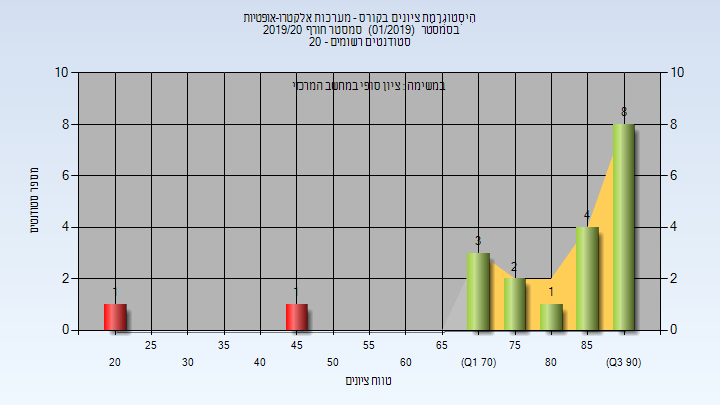 היסטוגרמת ציונים בקורס - מערכות אלקטרו-אופטיות
בסמסטר (01/2019) סמסטר חורף 2019/20
סטודנטים רשומים - 20
במשימה : ציון סופי במחשב המרכזי
מספר סטודנטים
10 10
8 8
6 6
4 4
2 2
0 0
1 1 3 2 1 4 8
25 35 45 55 65 75 85
20 30 40 50 60 (Q1 70) 80 (Q3 90)
טווח ציונים